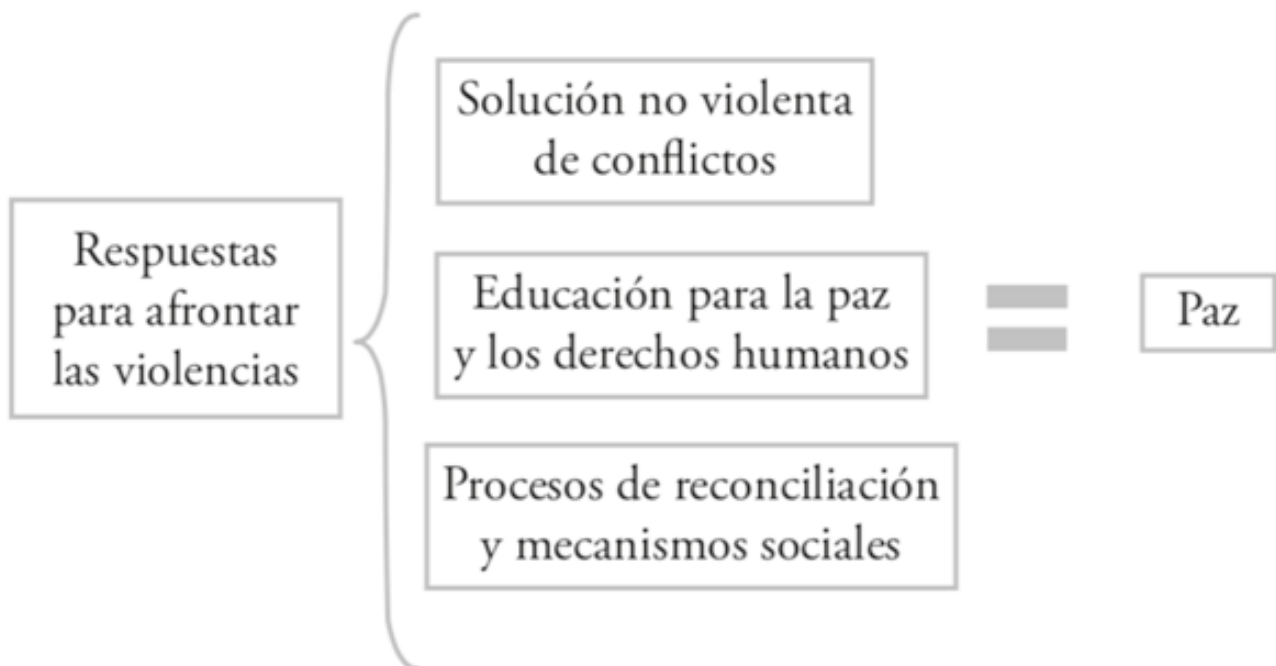 Respuestas
para afrontar
las violencias
Solución no violenta
de conflictos
Educación para la paz
y los derechos humanos
Procesos de reconciliación
y mecanismos sociales
=
Paz